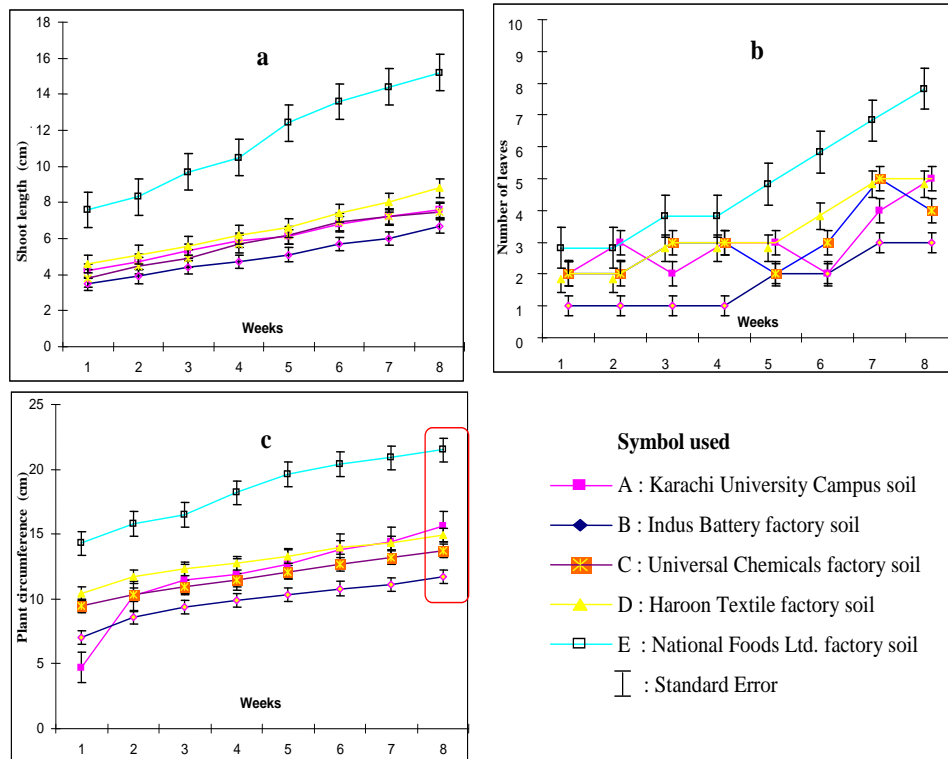 a
Shoot length (cm)
18
16
14
12
10
8
6
4
2
0
Weeks
1 2 3 4 5 6 7 8
b
Number of leaves
10
9
8
7
6
5
4
3
2
1
0
Weeks
1 2 3 4 5 6 7 8
c
Plant circumference (cm)
25
20
15
10
5
0
Weeks
1 2 3 4 5 6 7 8
Symbol used
A : Karachi University Campus soil
B : Indus Battery factory soil
C : Universal Chemicals factory soil
D : Haroon Textile factory soil
E : National Foods Ltd. factory soil
: Standard Error